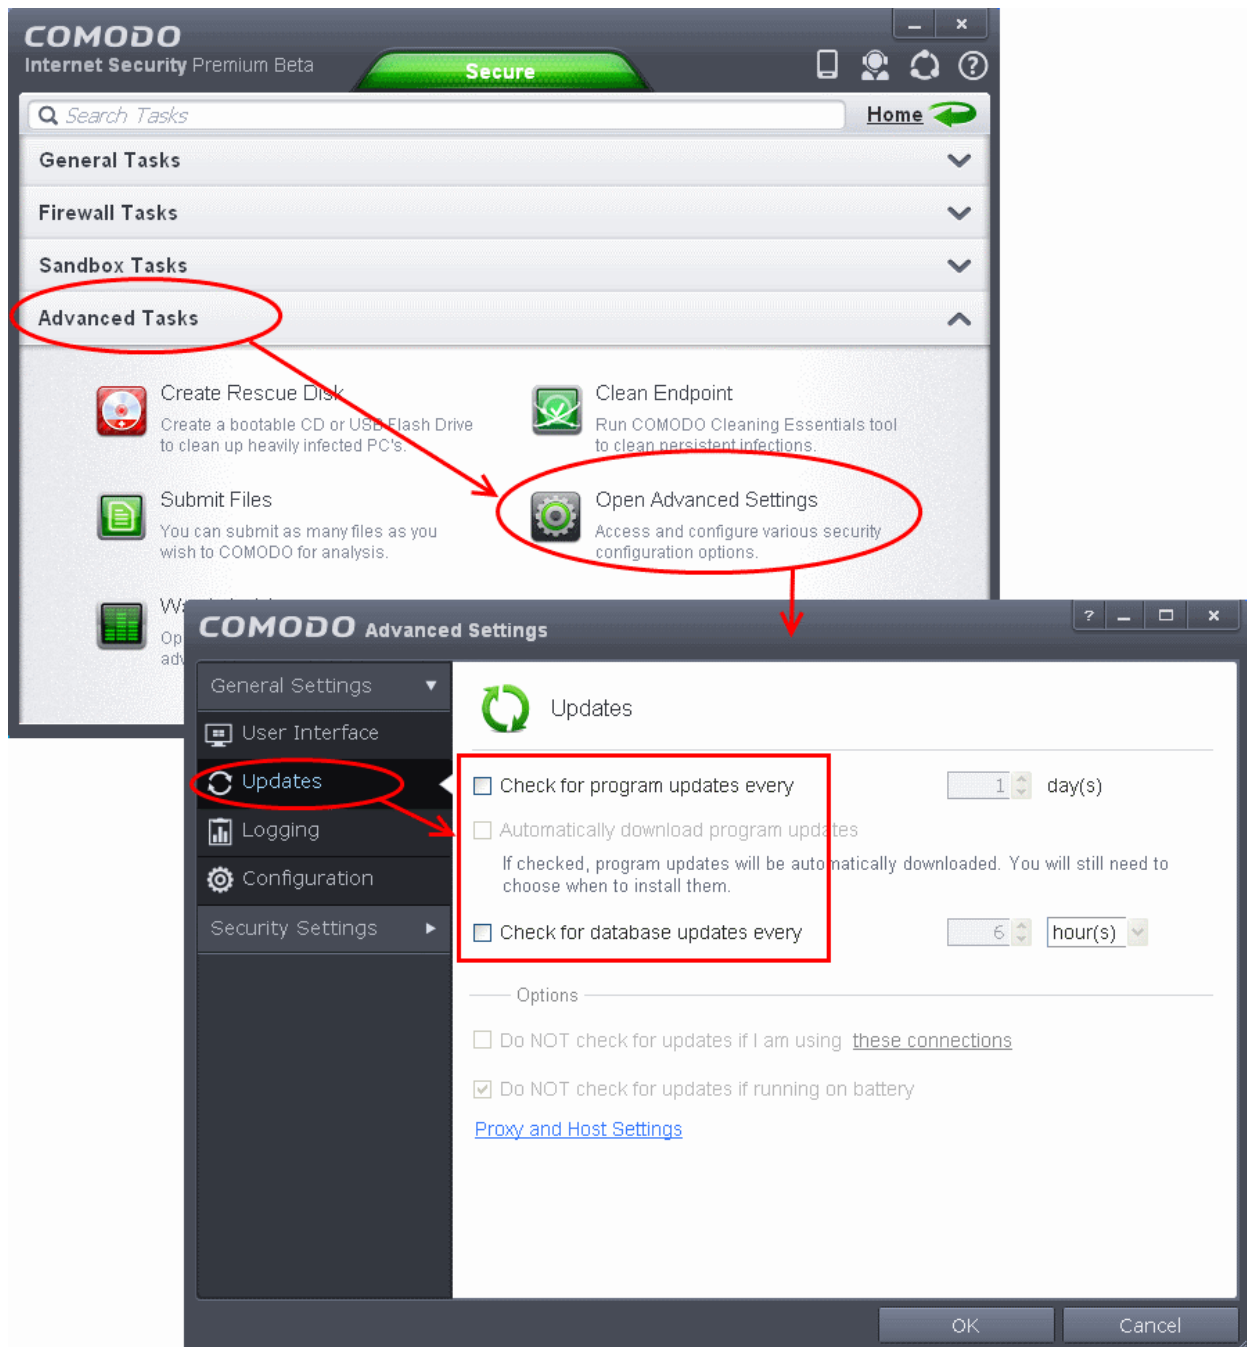 COMODO
Internet Security Premium Beta
Secure
Search Tasks
Home
General Tasks
Firewall Tasks
Sandbox Tasks
Advanced Tasks
Create Rescue Disk
Create a bootable CD or USB Flash Drive
to clean up heavily infected PC's.
Clean Endpoint
Run COMODO Cleaning Essentials tool
to clean persistent infections.
Submit Files
You can submit as many files as you
wish to COMODO for analysis.
Open Advanced Settings
Access and configure various security
configuration options.
COMODO Advanced Settings
General Settings
User Interface
Updates
Logging
Configuration
Security Settings
Updates
Check for program updates every 1 day(s)
Automatically download program updates
If checked, program updates will be automatically downloaded. You will still need to
choose when to install them.
Check for database updates every 6 hour(s)
Options
Do NOT check for updates if I am using these connections
Do NOT check for updates if running on battery
Proxy and Host Settings
OK
Cancel